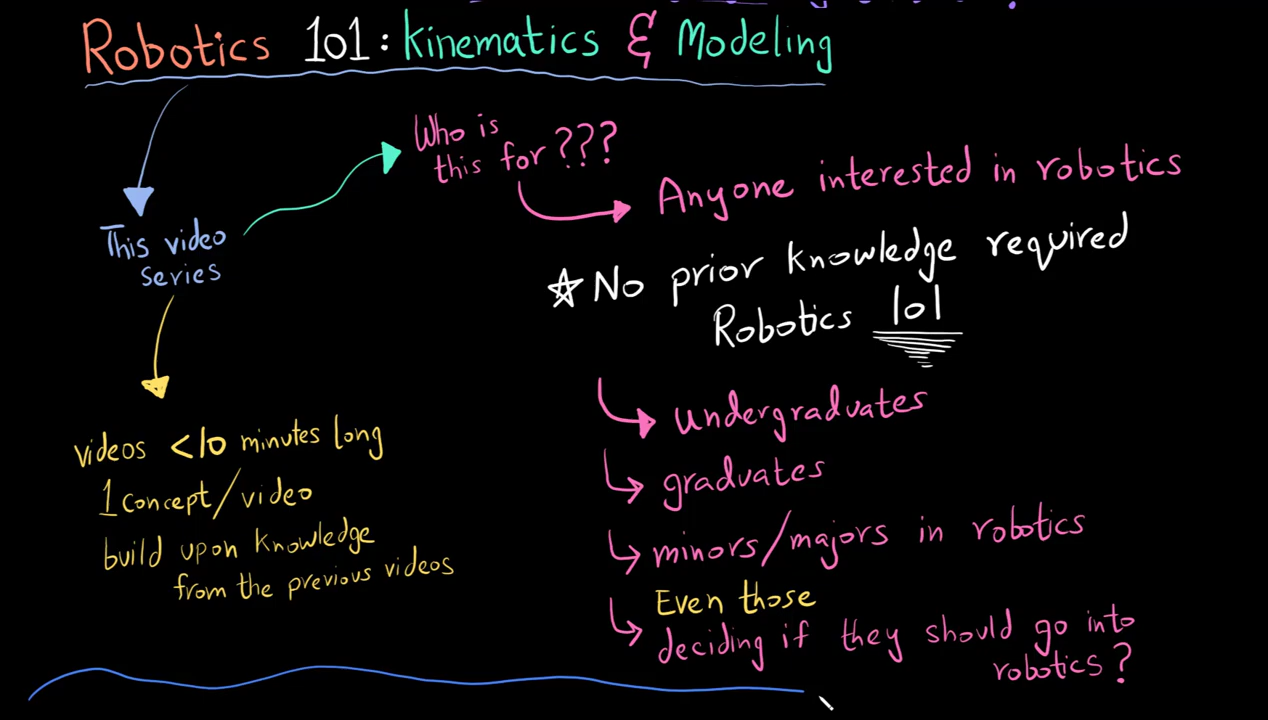 Robotics 101: Kinematics & Modeling
Who is
this for ???
Anyone interested in robotics
This video
series
☆ No prior knowledge required
Robotics 101
undergraduates
graduates
minors/majors in robotics
Even those
deciding if they should go into
robotics?
videos <10 minutes long
1 concept/video
build upon knowledge
from the previous videos